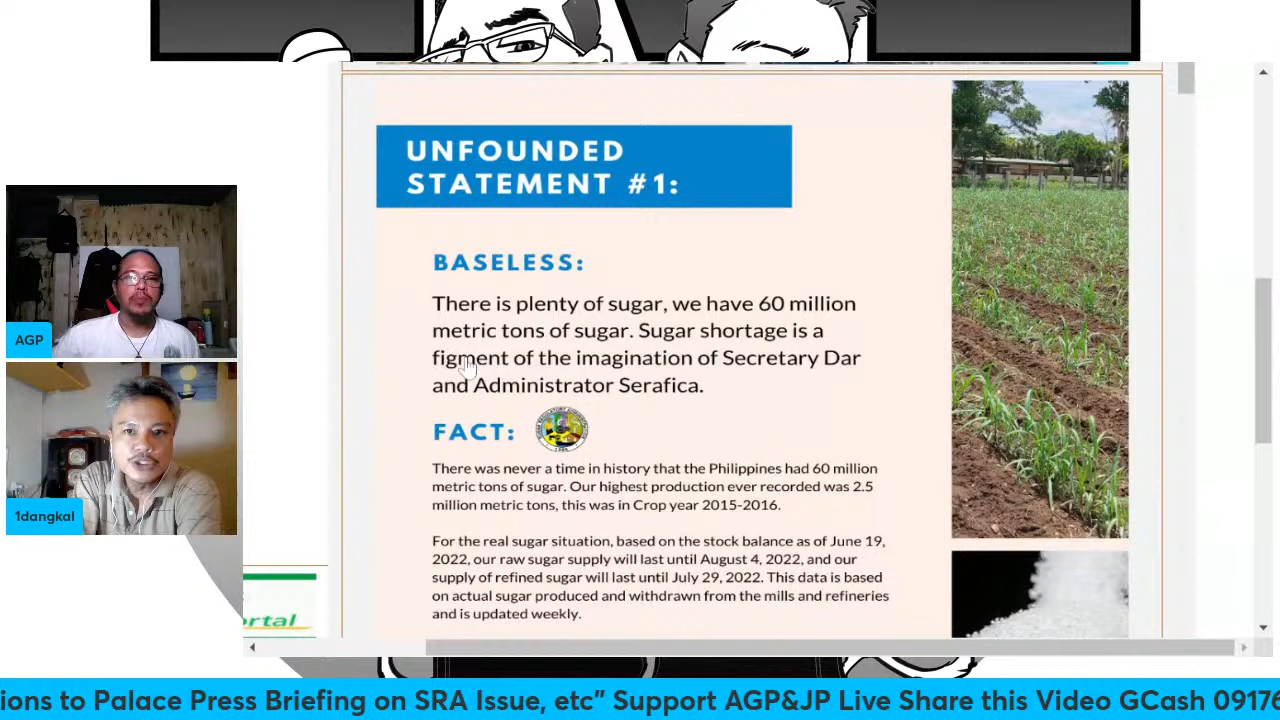 UNFOUNDED
STATEMENT #1:
BASELESS:
There is plenty of sugar, we have 60 million
metric tons of sugar. Sugar shortage is a
figment of the imagination of Secretary Dar
and Administrator Serafica.
FACT:
There was never a time in history that the Philippines had 60 million
metric tons of sugar. Our highest production ever recorded was 2.5
million metric tons, this was in Crop year 2015-2016.
For the real sugar situation, based on the stock balance as of June 19,
2022, our raw sugar supply will last until August 4, 2022, and our
supply of refined sugar will last until July 29, 2022. This data is based
on actual sugar produced and withdrawn from the mills and refineries
and is updated weekly.
AGP
1dangkal
rtal
ions to Palace Press Briefing on SRA Issue, etc” Support AGP&JP Live Share this Video GCash 09176